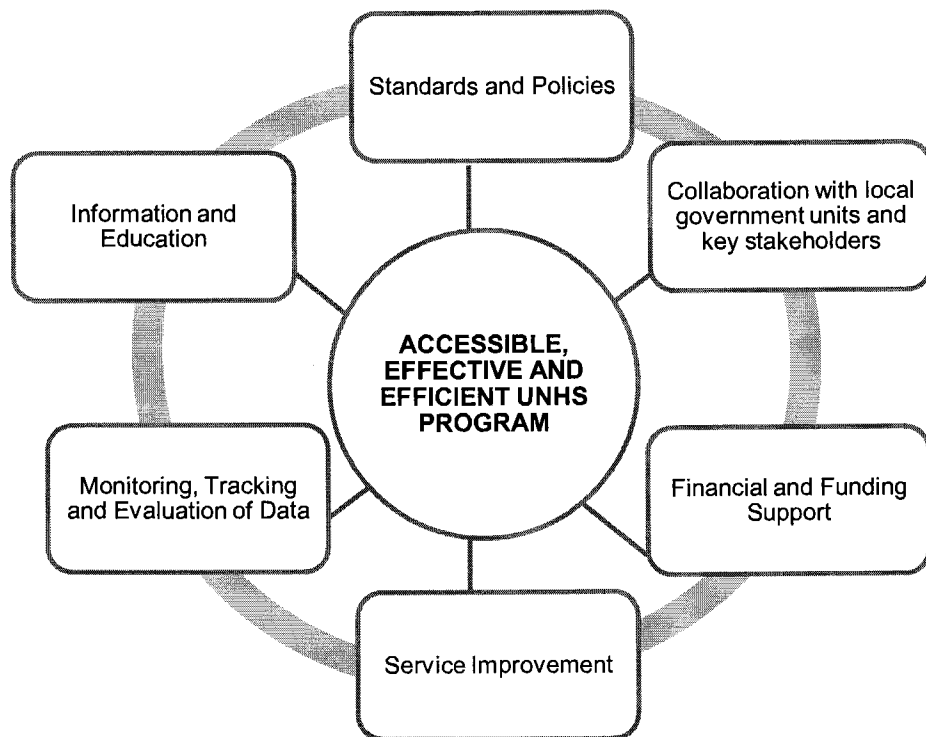 Standards and Policies
Collaboration with local
government units and
key stakeholders
Information and
Education
ACCESSIBLE,
EFFECTIVE AND
EFFICIENT UNHS
PROGRAM
Monitoring, Tracking
and Evaluation of Data
Financial and Funding
Support
Service Improvement